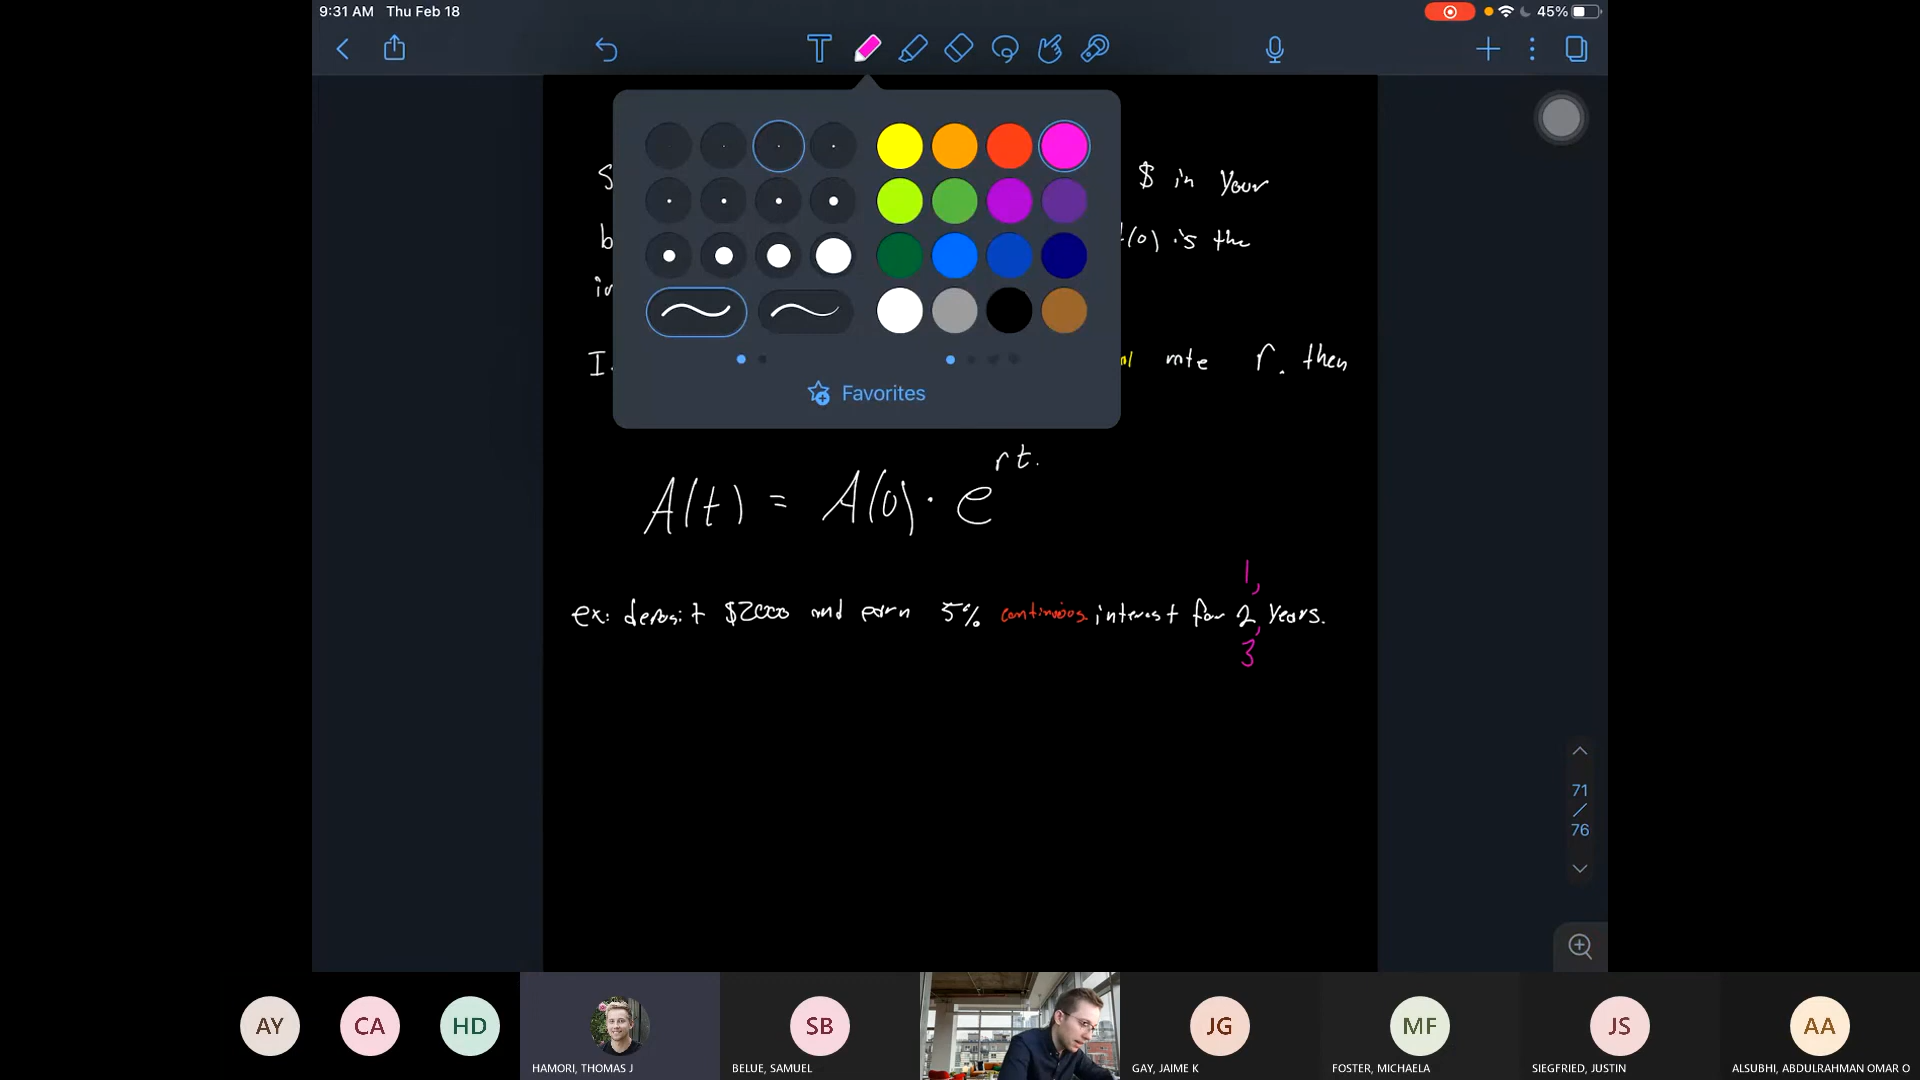 9:31 AM Thu Feb 18
45%
T
$ in your
(0) is the
Favorites
rate r. then
A(t) = A(0) · e^{rt}.
1,
ex: deposit $2000 and earn 5% continuous interest for 2, years.
3
71
/
76
AY
CA
HD
SB
JG
MF
JS
AA
HAMORI, THOMAS J
BELUE, SAMUEL
GAY, JAIME K
FOSTER, MICHAELA
SIEGFRIED, JUSTIN
ALSUBHI, ABDULRAHMAN OMAR O